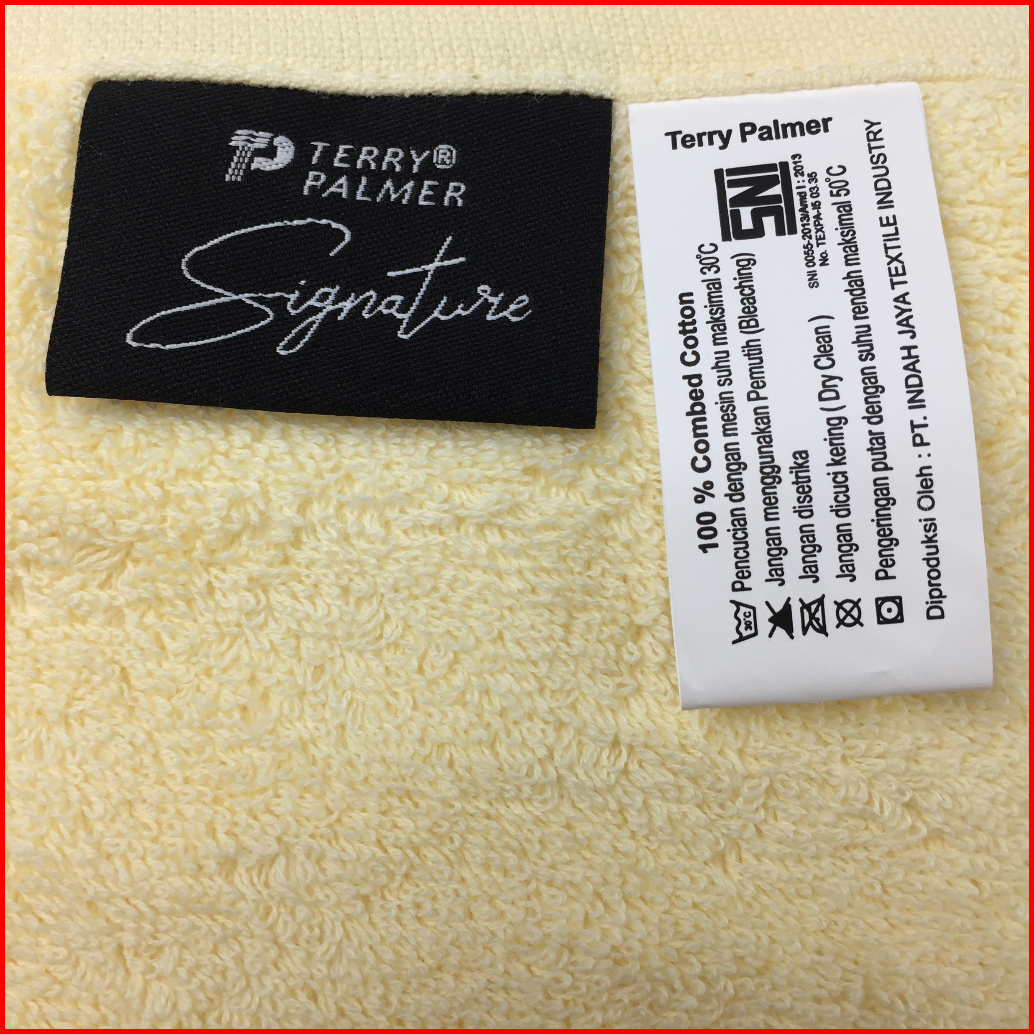 TERRY®
PALMER
Signature
Terry Palmer
SNI
SNI 0055-2013/Amd I : 2013
No. TEXPA-I5 03.35
100 % Combed Cotton
30°C Pencucian dengan mesin suhu maksimal 30°C
Jangan menggunakan Pemutih (Bleaching)
Jangan disetrika
Jangan dicuci kering ( Dry Clean )
Pengeringan putar dengan suhu rendah maksimal 50°C
Diproduksi Oleh : PT. INDAH JAYA TEXTILE INDUSTRY